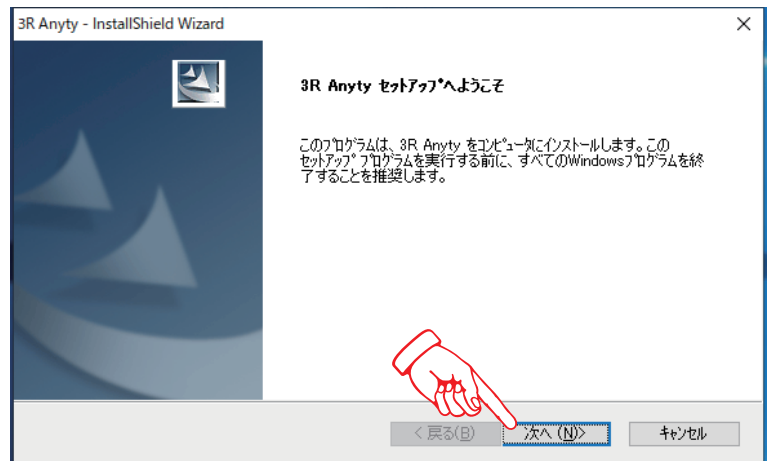 3R Anyty - InstallShield Wizard
3R Anyty ｾｯﾄｱｯﾌﾟへようこそ
このﾌﾟﾛｸﾞﾗﾑは、3R Anyty をｺﾝﾋﾟｭｰﾀにｲﾝｽﾄｰﾙします。この
ｾｯﾄｱｯﾌﾟ ﾌﾟﾛｸﾞﾗﾑを実行する前に、すべてのWindowsﾌﾟﾛｸﾞﾗﾑを終
了することを推奨します。
< 戻る(B)
次へ (N)>
ｷｬﾝｾﾙ